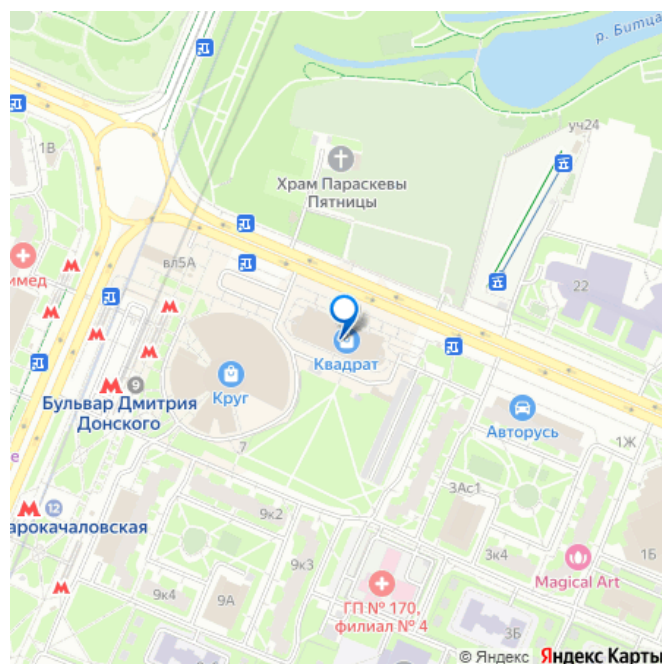 р. Битца
уч24
1В
Храм Параскевы
Пятницы
имед
вл5А
22
Квадрат
Круг
9
Бульвар Дмитрия
Донского
Авторусь
1Ж
7
е
12
арокачаловская
9к2
3Ас1
9к3
3к4
1Б
Magical Art
9к4
9А
ГП № 170,
филиал № 4
3Б
© Яндекс Яндекс Карты